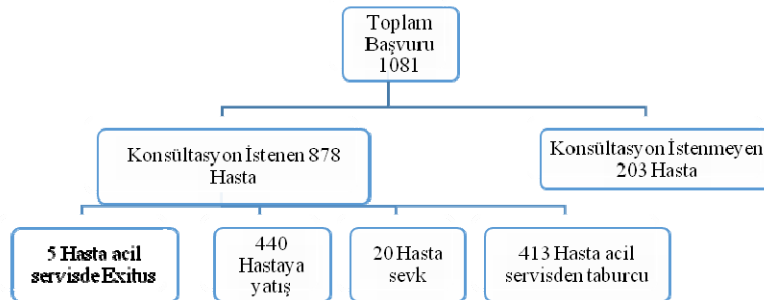 Toplam
Başvuru
1081
Konsültasyon İstenen 878
Hasta
Konsültasyon İstenmeyen
203 Hasta
5 Hasta acil
servisde Exitus
440
Hastaya
yatış
20 Hasta
sevk
413 Hasta acil
servisden taburcu